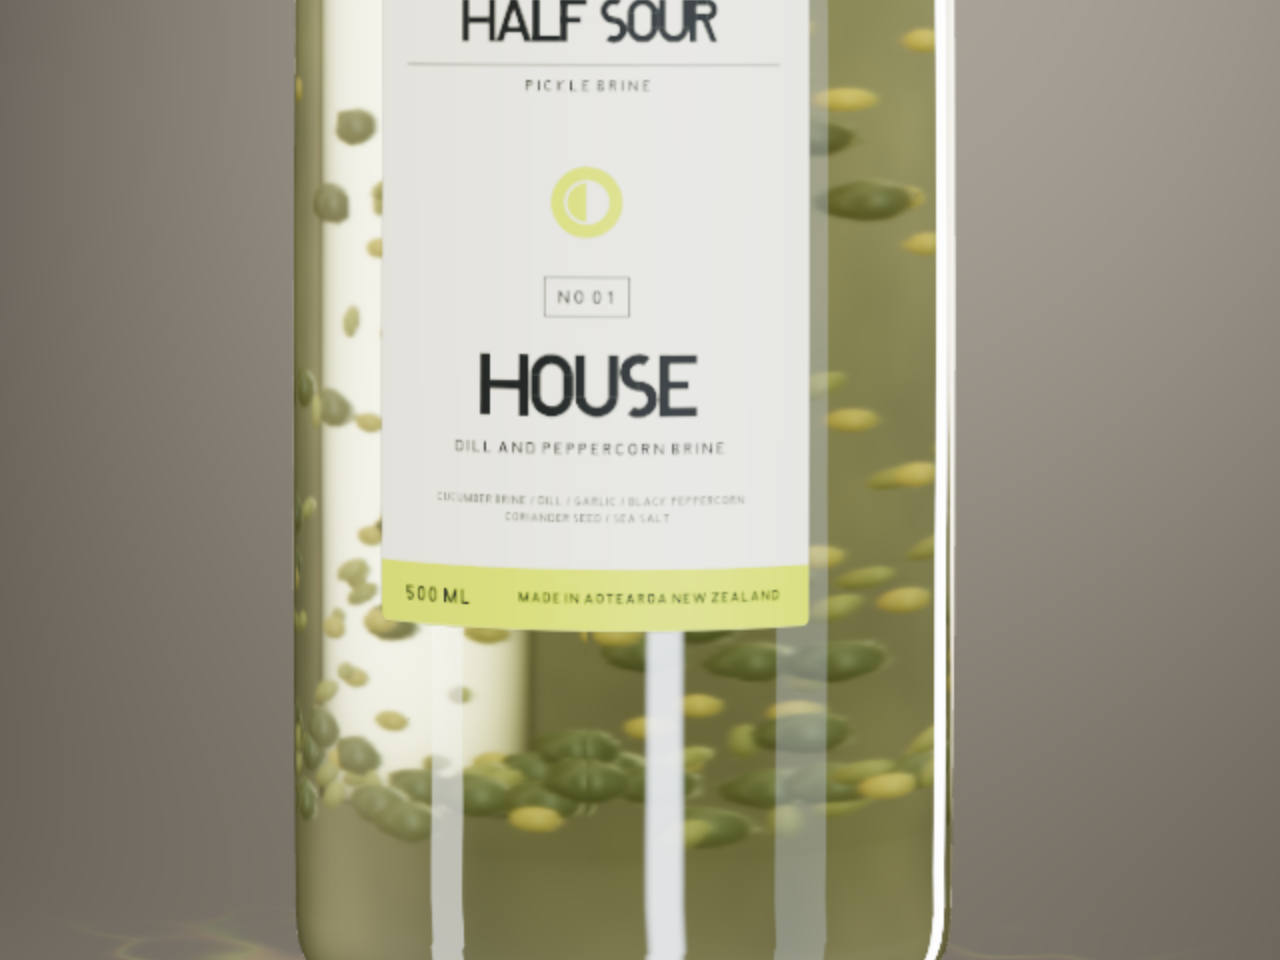 HALF SOUR
PICKLE BRINE
NO 01
HOUSE
DILL AND PEPPERCORN BRINE
CUCUMBER BRINE / DILL / GARLIC / BLACK PEPPERCORN
CORIANDER SEED / SEA SALT
500 ML
MADE IN AOTEAROA NEW ZEALAND